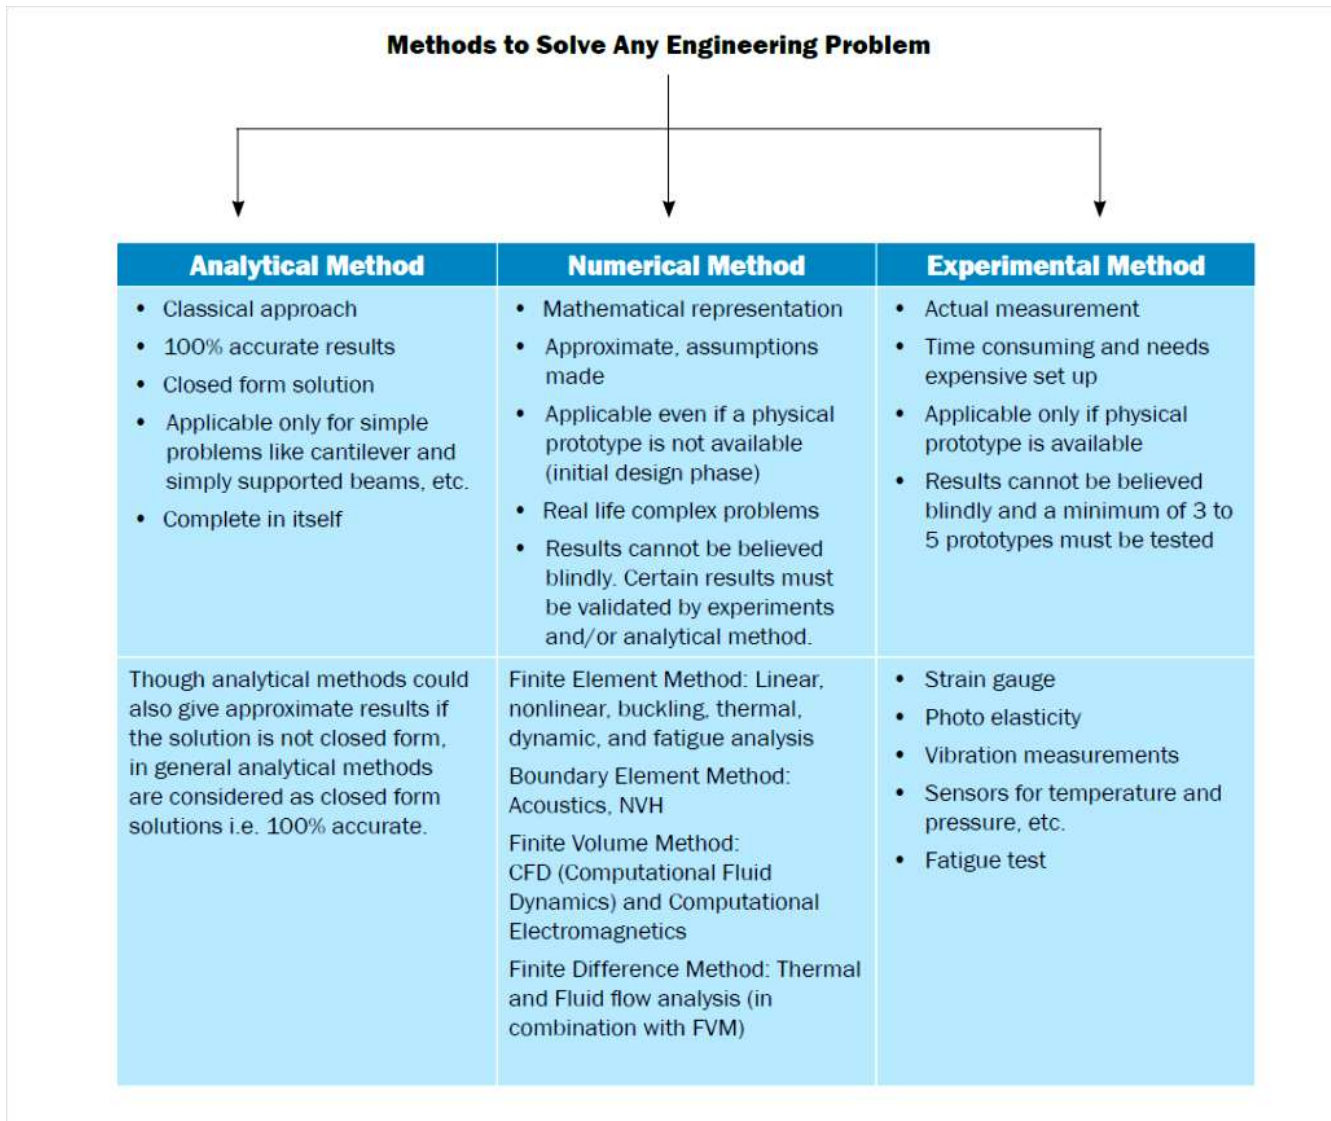 Methods to Solve Any Engineering Problem
Analytical Method
• Classical approach
• 100% accurate results
• Closed form solution
• Applicable only for simple
problems like cantilever and
simply supported beams, etc.
• Complete in itself
Though analytical methods could
also give approximate results if
the solution is not closed form,
in general analytical methods
are considered as closed form
solutions i.e. 100% accurate.
Numerical Method
• Mathematical representation
• Approximate, assumptions
made
• Applicable even if a physical
prototype is not available
(initial design phase)
• Real life complex problems
• Results cannot be believed
blindly. Certain results must
be validated by experiments
and/or analytical method.
Finite Element Method: Linear,
nonlinear, buckling, thermal,
dynamic, and fatigue analysis
Boundary Element Method:
Acoustics, NVH
Finite Volume Method:
CFD (Computational Fluid
Dynamics) and Computational
Electromagnetics
Finite Difference Method: Thermal
and Fluid flow analysis (in
combination with FVM)
Experimental Method
• Actual measurement
• Time consuming and needs
expensive set up
• Applicable only if physical
prototype is available
• Results cannot be believed
blindly and a minimum of 3 to
5 prototypes must be tested
• Strain gauge
• Photo elasticity
• Vibration measurements
• Sensors for temperature and
pressure, etc.
• Fatigue test